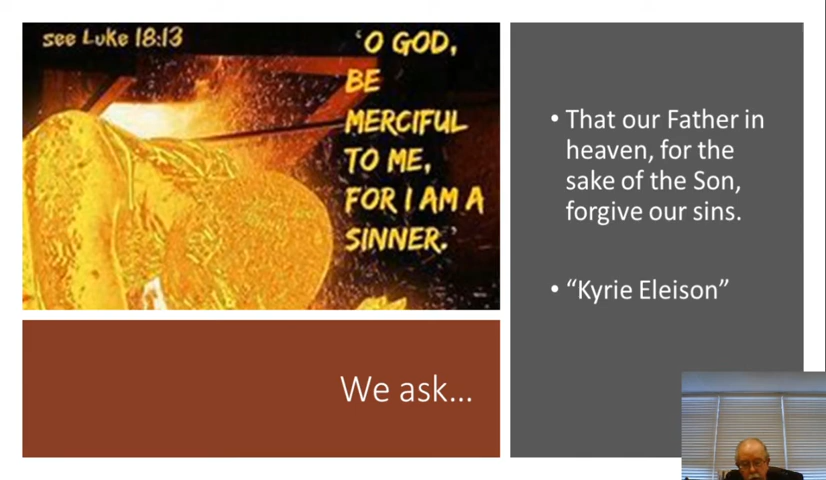 see Luke 18:13
‘O GOD,
BE
MERCIFUL
TO ME,
FOR I AM A
SINNER.’
We ask…
• That our Father in
heaven, for the
sake of the Son,
forgive our sins.
• “Kyrie Eleison”